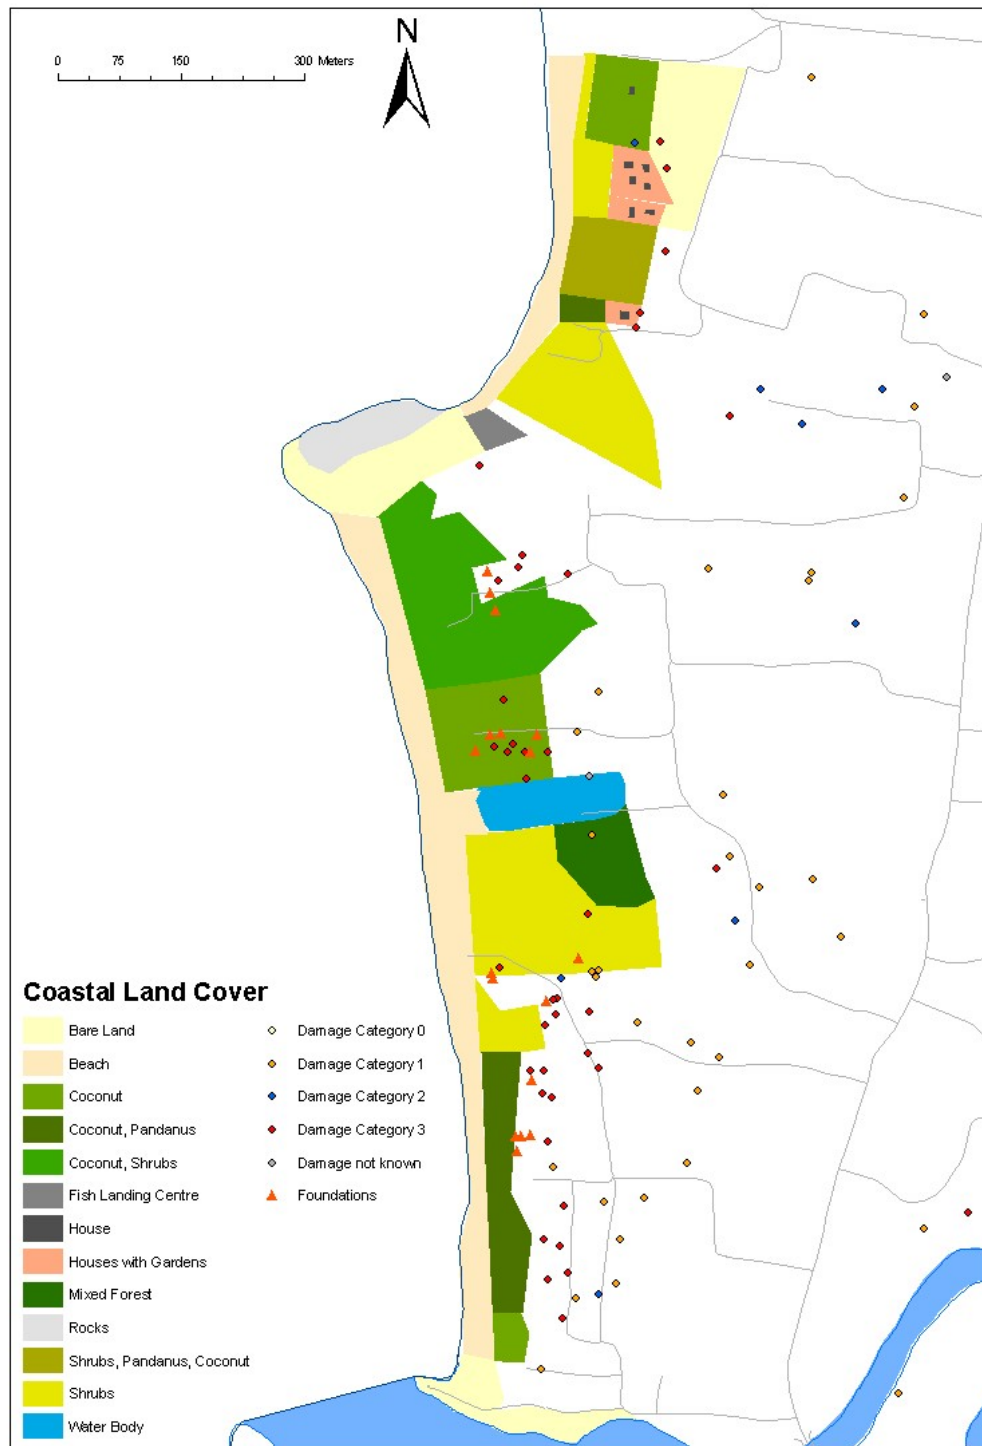 N
0 75 150 300 Meters
Coastal Land Cover
Bare Land
Beach
Coconut
Coconut, Pandanus
Coconut, Shrubs
Fish Landing Centre
House
Houses with Gardens
Mixed Forest
Rocks
Shrubs, Pandanus, Coconut
Shrubs
Water Body
Damage Category 0
Damage Category 1
Damage Category 2
Damage Category 3
Damage not known
Foundations